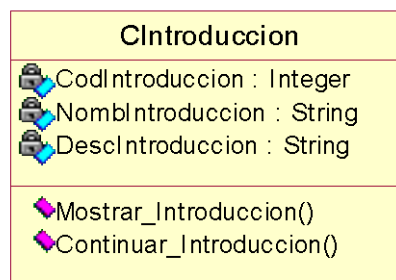 CIntroduccion
CodIntroduccion : Integer
NombIntroduccion : String
DescIntroduccion : String
Mostrar_Introduccion()
Continuar_Introduccion()